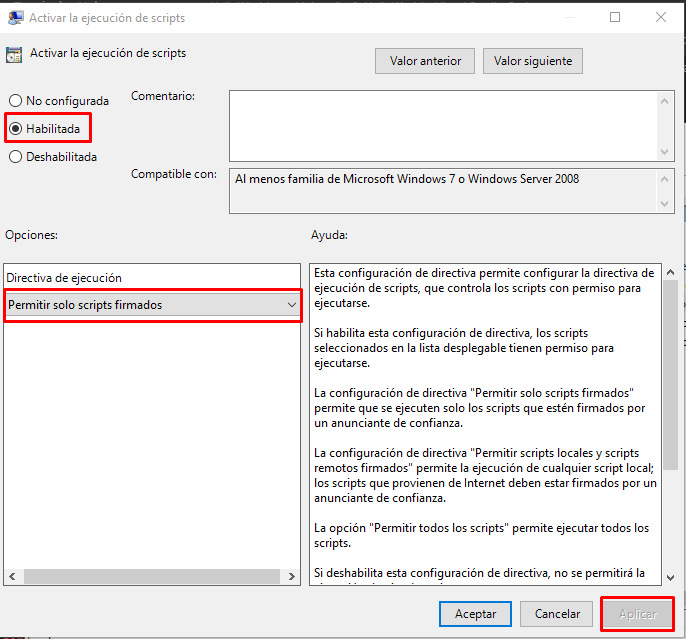 Activar la ejecución de scripts
Activar la ejecución de scripts
Valor anterior
Valor siguiente
No configurada
Comentario:
Habilitada
Deshabilitada
Compatible con:
Al menos familia de Microsoft Windows 7 o Windows Server 2008
Opciones:
Ayuda:
Directiva de ejecución
Permitir solo scripts firmados
Esta configuración de directiva permite configurar la directiva de
ejecución de scripts, que controla los scripts con permiso para
ejecutarse.
Si habilita esta configuración de directiva, los scripts
seleccionados en la lista desplegable tienen permiso para
ejecutarse.
La configuración de directiva "Permitir solo scripts firmados"
permite que se ejecuten solo los scripts que estén firmados por
un anunciante de confianza.
La configuración de directiva "Permitir scripts locales y scripts
remotos firmados" permite la ejecución de cualquier script local;
los scripts que provienen de Internet deben estar firmados por un
anunciante de confianza.
La opción "Permitir todos los scripts" permite ejecutar todos los
scripts.
Si deshabilita esta configuración de directiva, no se permitirá la
Aceptar
Cancelar
Aplicar